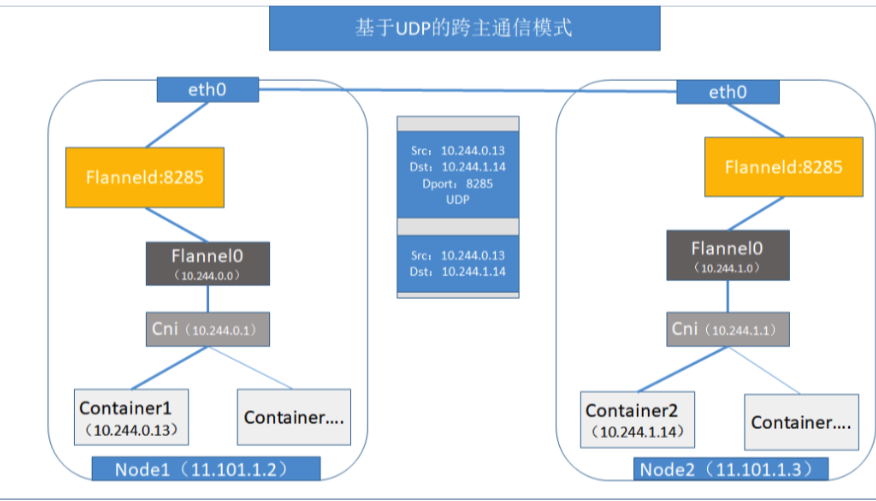 基于UDP的跨主通信模式
eth0
eth0
Flanneld:8285
Flanneld:8285
Src：10.244.0.13
Dst：10.244.1.14
Dport：8285
UDP
Src：10.244.0.13
Dst：10.244.1.14
Flannel0
（10.244.0.0）
Flannel0
（10.244.1.0）
Cni（10.244.0.1）
Cni（10.244.1.1）
Container1
（10.244.0.13）
Container....
Container2
（10.244.1.14）
Container....
Node1（11.101.1.2）
Node2（11.101.1.3）